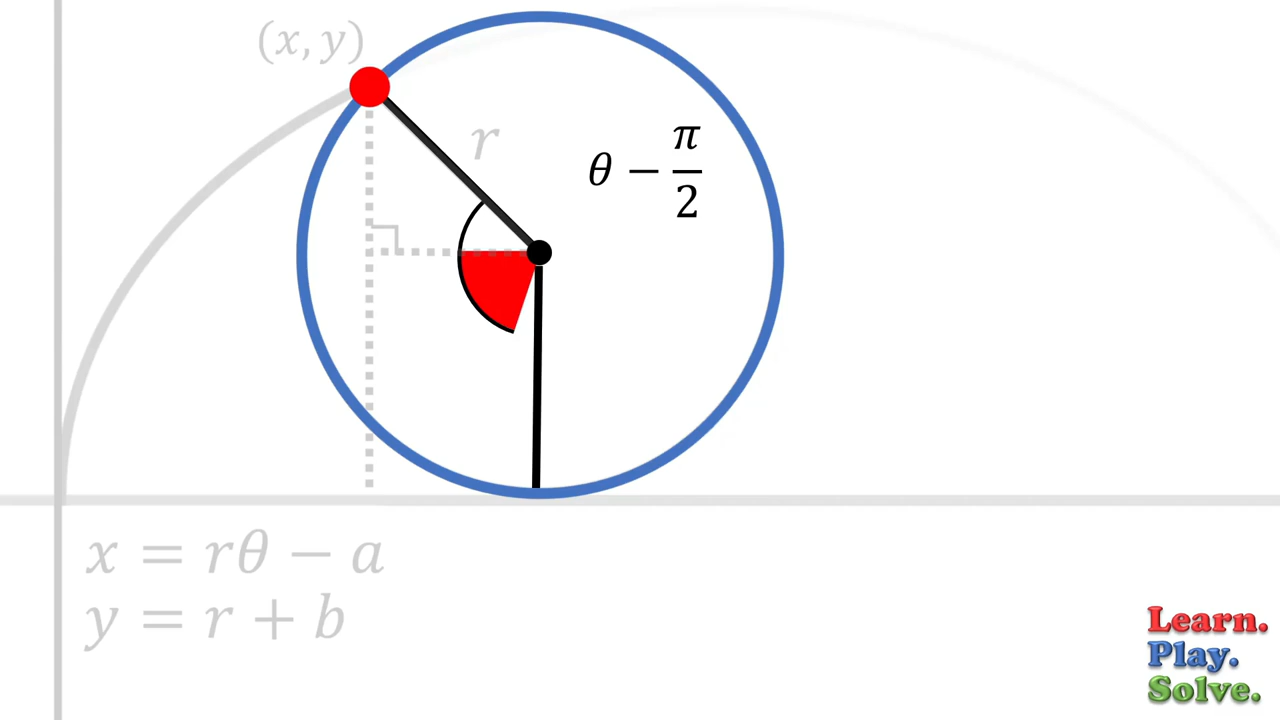 (x, y)
r
θ − π/2
x = rθ − a
y = r + b
Learn.
Play.
Solve.